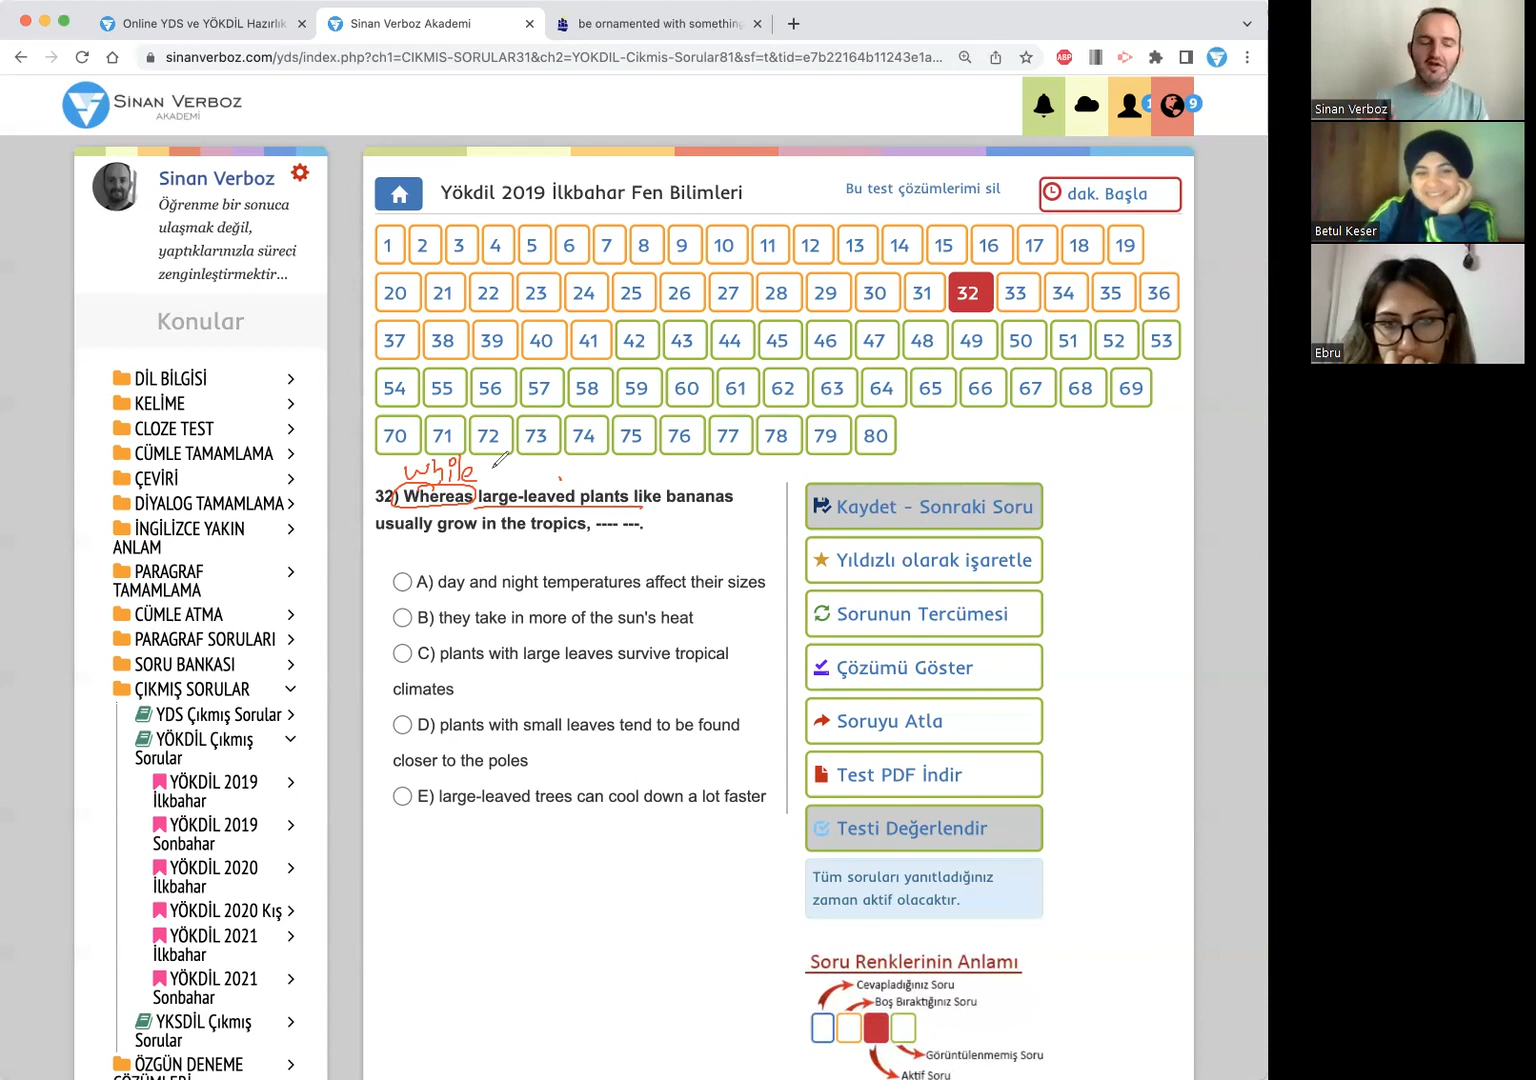 Online YDS ve YÖKDİL Hazırlık
Sinan Verboz Akademi
be ornamented with something
sinanverboz.com/yds/index.php?ch1=CIKMIS-SORULAR31&ch2=YOKDIL-Cikmis-Sorular81&sf=t&tid=e7b22164b11243e1a...
ABP
SİNAN VERBOZ
AKADEMİ
1
9
Sinan Verboz
Öğrenme bir sonuca
ulaşmak değil,
yaptıklarınızla süreci
zenginleştirmektir...
Konular
DİL BİLGİSİ
KELİME
CLOZE TEST
CÜMLE TAMAMLAMA
ÇEVİRİ
DİYALOG TAMAMLAMA
İNGİLİZCE YAKIN
ANLAM
PARAGRAF
TAMAMLAMA
CÜMLE ATMA
PARAGRAF SORULARI
SORU BANKASI
ÇIKMIŞ SORULAR
YDS Çıkmış Sorular
YÖKDİL Çıkmış
Sorular
YÖKDİL 2019
İlkbahar
YÖKDİL 2019
Sonbahar
YÖKDİL 2020
İlkbahar
YÖKDİL 2020 Kış
YÖKDİL 2021
İlkbahar
YÖKDİL 2021
Sonbahar
YKSDİL Çıkmış
Sorular
ÖZGÜN DENEME
ÇÖZÜMLERİ
Yökdil 2019 İlkbahar Fen Bilimleri
Bu test çözümlerimi sil
dak. Başla
1 2 3 4 5 6 7 8 9 10 11 12 13 14 15 16 17 18 19
20 21 22 23 24 25 26 27 28 29 30 31 32 33 34 35 36
37 38 39 40 41 42 43 44 45 46 47 48 49 50 51 52 53
54 55 56 57 58 59 60 61 62 63 64 65 66 67 68 69
70 71 72 73 74 75 76 77 78 79 80
while
32) Whereas large-leaved plants like bananas
usually grow in the tropics, ---- ---.
A) day and night temperatures affect their sizes
B) they take in more of the sun's heat
C) plants with large leaves survive tropical
climates
D) plants with small leaves tend to be found
closer to the poles
E) large-leaved trees can cool down a lot faster
Kaydet - Sonraki Soru
Yıldızlı olarak işaretle
Sorunun Tercümesi
Çözümü Göster
Soruyu Atla
Test PDF İndir
Testi Değerlendir
Tüm soruları yanıtladığınız
zaman aktif olacaktır.
Soru Renklerinin Anlamı
Cevapladığınız Soru
Boş Bıraktığınız Soru
Görüntülenmemiş Soru
Aktif Soru
Sinan Verboz
Betul Keser
Ebru